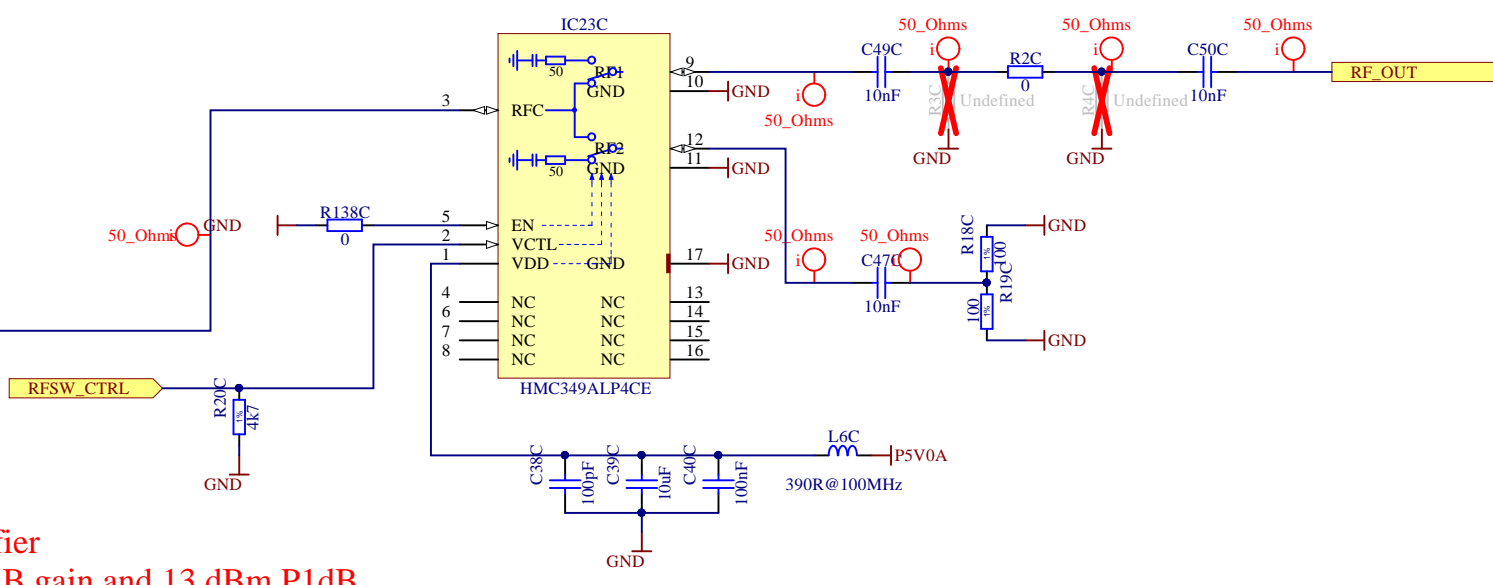 IC23C
50_Ohms
50_Ohms
50_Ohms
C49C
R2C
C50C
i
i
i
RF_OUT
50
RF1
9
10nF
0
10nF
GND
10
GND
i
R3C
Undefined
R4C
Undefined
3
RFC
50_Ohms
RF2
12
GND
GND
50
GND
11
GND
GND
R138C
5
EN
R18C
GND
50_Ohms
i
0
2
VCTL
50_Ohms
50_Ohms
1% 100
1
VDD
GND
17
GND
i
C47C
i
R19C
4
NC
NC
13
10nF
100
1%
6
NC
NC
14
7
NC
NC
15
GND
8
NC
NC
16
RFSW_CTRL
R20C
HMC349ALP4CE
1%
4k7
GND
L6C
P5V0A
C38C
100pF
C39C
10uF
C40C
100nF
390R@100MHz
GND
fier
B gain and 13 dBm P1dB